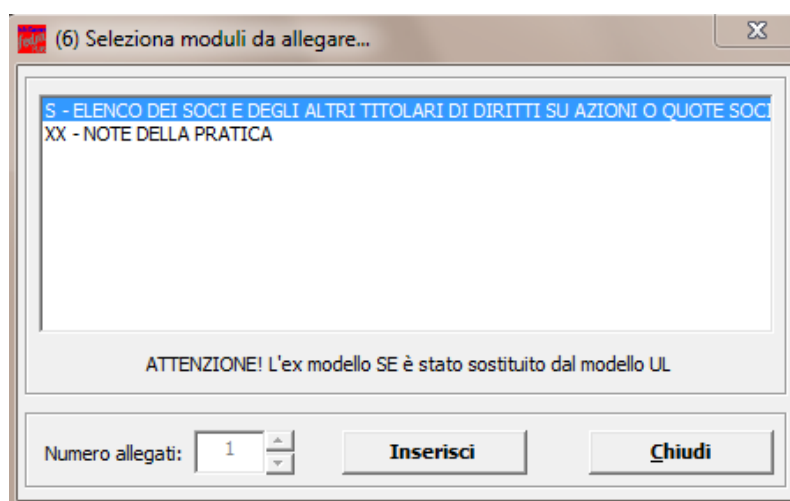 (6) Seleziona moduli da allegare...
S - ELENCO DEI SOCI E DEGLI ALTRI TITOLARI DI DIRITTI SU AZIONI O QUOTE SOCI
XX - NOTE DELLA PRATICA
ATTENZIONE! L'ex modello SE è stato sostituito dal modello UL
Numero allegati: 1 Inserisci Chiudi